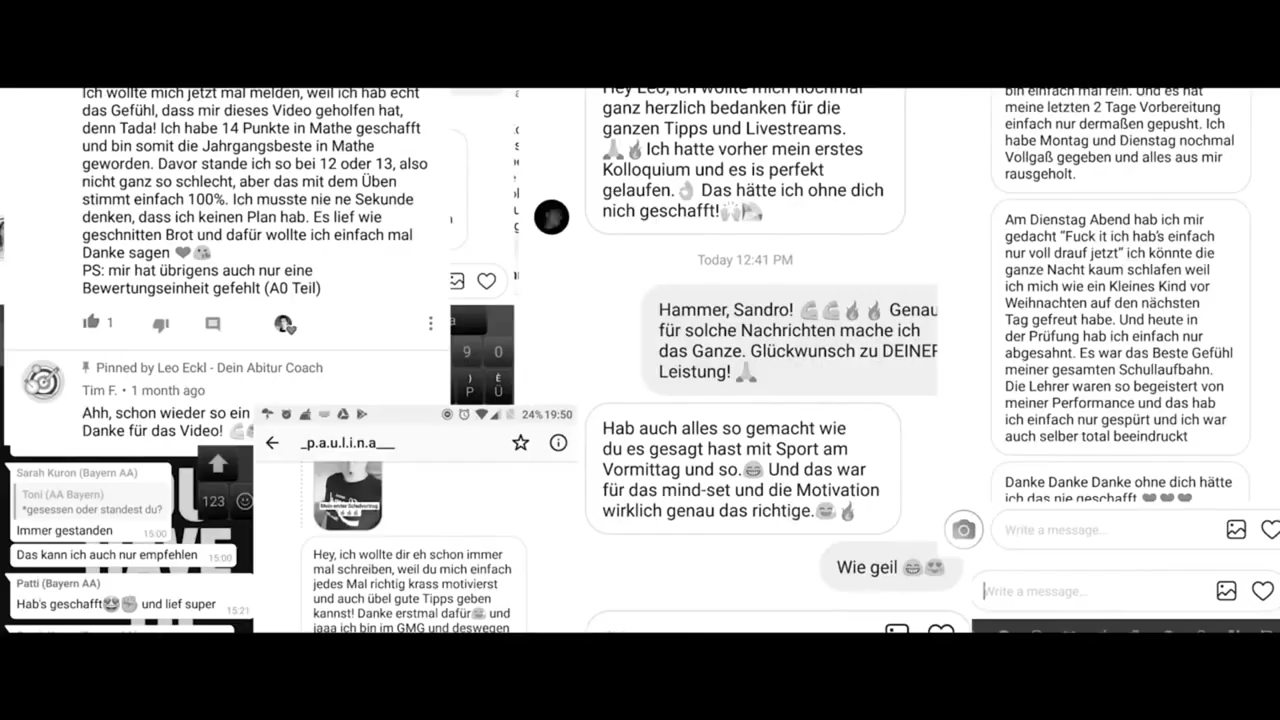 Ich wollte mich jetzt mal melden, weil ich hab echt
das Gefühl, dass mir dieses Video geholfen hat,
denn Tada! Ich habe 14 Punkte in Mathe geschafft
und bin somit die Jahrgangsbeste in Mathe
geworden. Davor stande ich so bei 12 oder 13, also
nicht ganz so schlecht, aber das mit dem Üben
stimmt einfach 100%. Ich musste nie ne Sekunde
denken, dass ich keinen Plan hab. Es lief wie
geschnitten Brot und dafür wollte ich einfach mal
Danke sagen ❤😘
PS: mir hat übrigens auch nur eine
Bewertungseinheit gefehlt (A0 Teil)
1
Pinned by Leo Eckl - Dein Abitur Coach
Tim F. • 1 month ago
Ahh, schon wieder so ein
Danke für das Video! 💪
Sarah Kuron (Bayern AA)
Toni (AA Bayern)
*gesessen oder standest du?
Immer gestanden 15:00
Das kann ich auch nur empfehlen 15:00
Patti (Bayern AA)
Hab's geschafft😍✊ und lief super 15:21
123
9 0
) È
P Ü
24% 19:50
_p.a.u.l.i.n.a___
Mein erster Schulvortrag
Hey, ich wollte dir eh schon immer
mal schreiben, weil du mich einfach
jedes Mal richtig krass motivierst
und auch übel gute Tipps geben
kannst! Danke erstmal dafür😁 und
jaaa ich bin im GMG und deswegen
Hey Leo, ich wollte mich nochmal
ganz herzlich bedanken für die
ganzen Tipps und Livestreams.
🙏🔥Ich hatte vorher mein erstes
Kolloquium und es is perfekt
gelaufen.👌 Das hätte ich ohne dich
nich geschafft!🙌
Today 12:41 PM
Hammer, Sandro! 💪💪🔥🔥 Genau
für solche Nachrichten mache ich
das Ganze. Glückwunsch zu DEINER
Leistung! 🙏
Hab auch alles so gemacht wie
du es gesagt hast mit Sport am
Vormittag und so.😂 Und das war
für das mind-set und die Motivation
wirklich genau das richtige.😁🔥
Wie geil 😂😍
bin einfach mal rein. Und es hat
meine letzten 2 Tage Vorbereitung
einfach nur dermaßen gepusht. Ich
habe Montag und Dienstag nochmal
Vollgaß gegeben und alles aus mir
rausgeholt.
Am Dienstag Abend hab ich mir
gedacht “Fuck it ich hab's einfach
nur voll drauf jetzt” ich könnte die
ganze Nacht kaum schlafen weil
ich mich wie ein Kleines Kind vor
Weihnachten auf den nächsten
Tag gefreut habe. Und heute in
der Prüfung hab ich einfach nur
abgesahnt. Es war das Beste Gefühl
meiner gesamten Schullaufbahn.
Die Lehrer waren so begeistert von
meiner Performance und das hab
ich einfach nur gespürt und ich war
auch selber total beeindruckt
Danke Danke Danke ohne dich hätte
ich das nie geschafft ❤❤❤
Write a message...
Write a message...